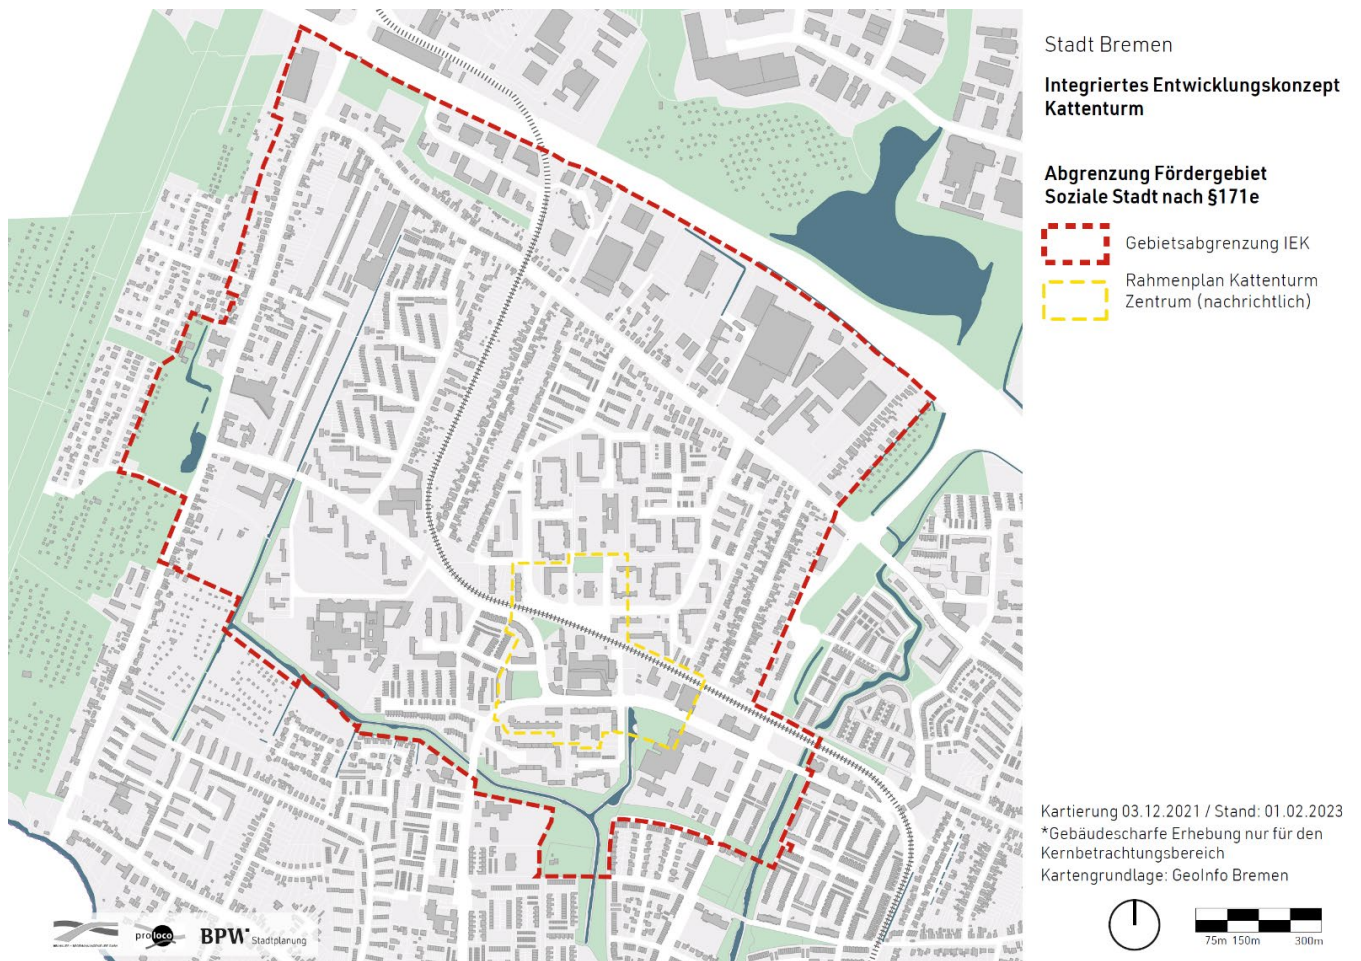 Stadt Bremen
Integriertes Entwicklungskonzept
Kattenturm
Abgrenzung Fördergebiet
Soziale Stadt nach §171e
Gebietsabgrenzung IEK
Rahmenplan Kattenturm
Zentrum (nachrichtlich)
Kartierung 03.12.2021 / Stand: 01.02.2023
*Gebäudescharfe Erhebung nur für den
Kernbetrachtungsbereich
Kartengrundlage: GeoInfo Bremen
75m 150m 300m
proloco
BPW Stadtplanung